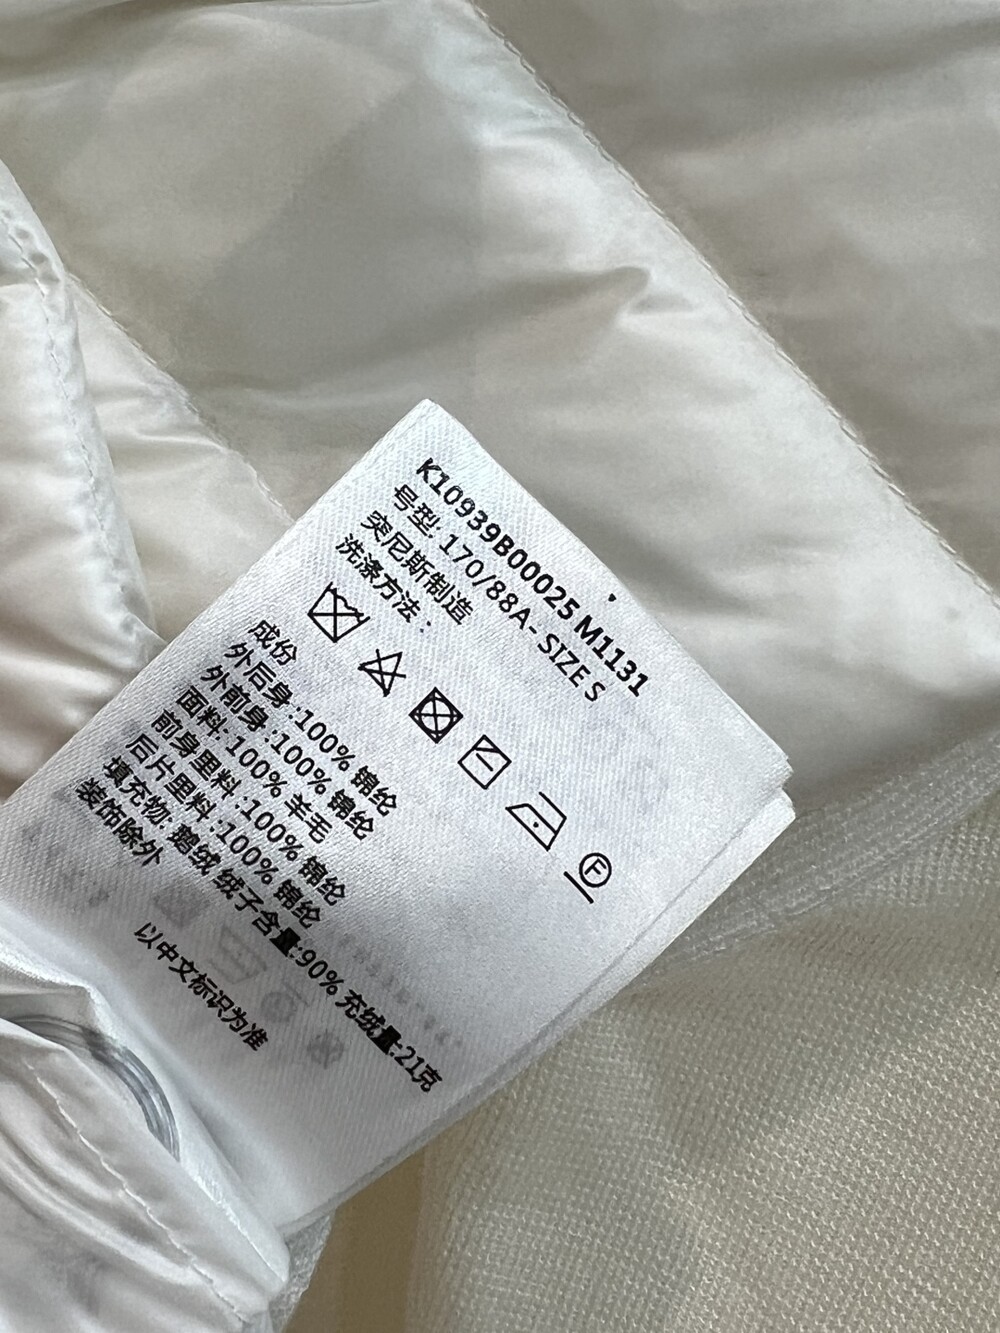 K10939B00025 M1131
号型: 170/88A- SIZE S
突尼斯制造
洗涤方法：
F
成份
外后身 :100% 锦纶
外前身 :100% 锦纶
面料: 100% 羊毛
前身里料 :100% 锦纶
后片里料 :100% 锦纶
填充物: 鹅绒 绒子含量:90% 充绒量:21克
装饰除外
以中文标识为准